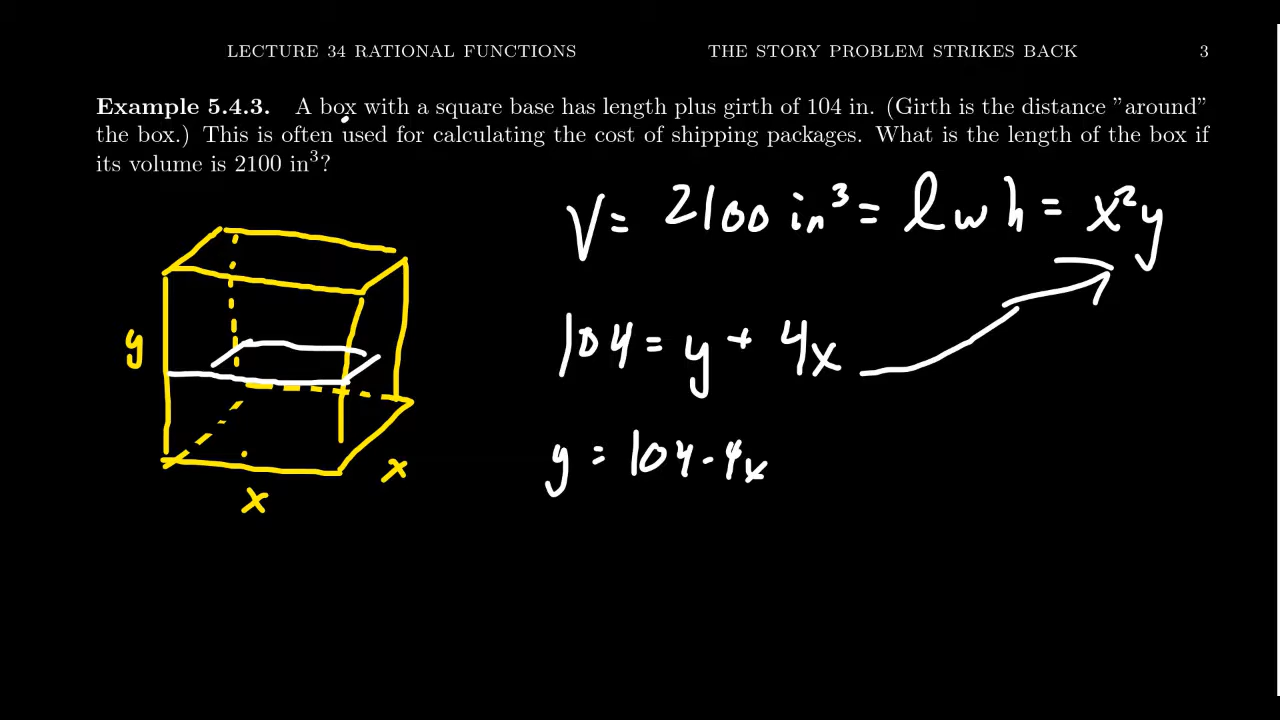 LECTURE 34 RATIONAL FUNCTIONS THE STORY PROBLEM STRIKES BACK 3
Example 5.4.3. A box with a square base has length plus girth of 104 in. (Girth is the distance ”around”
the box.) This is often used for calculating the cost of shipping packages. What is the length of the box if
its volume is 2100 in³?
V = 2100 in³ = l w h = x²y
104 = y + 4x
y
y = 104 - 4x
x
x